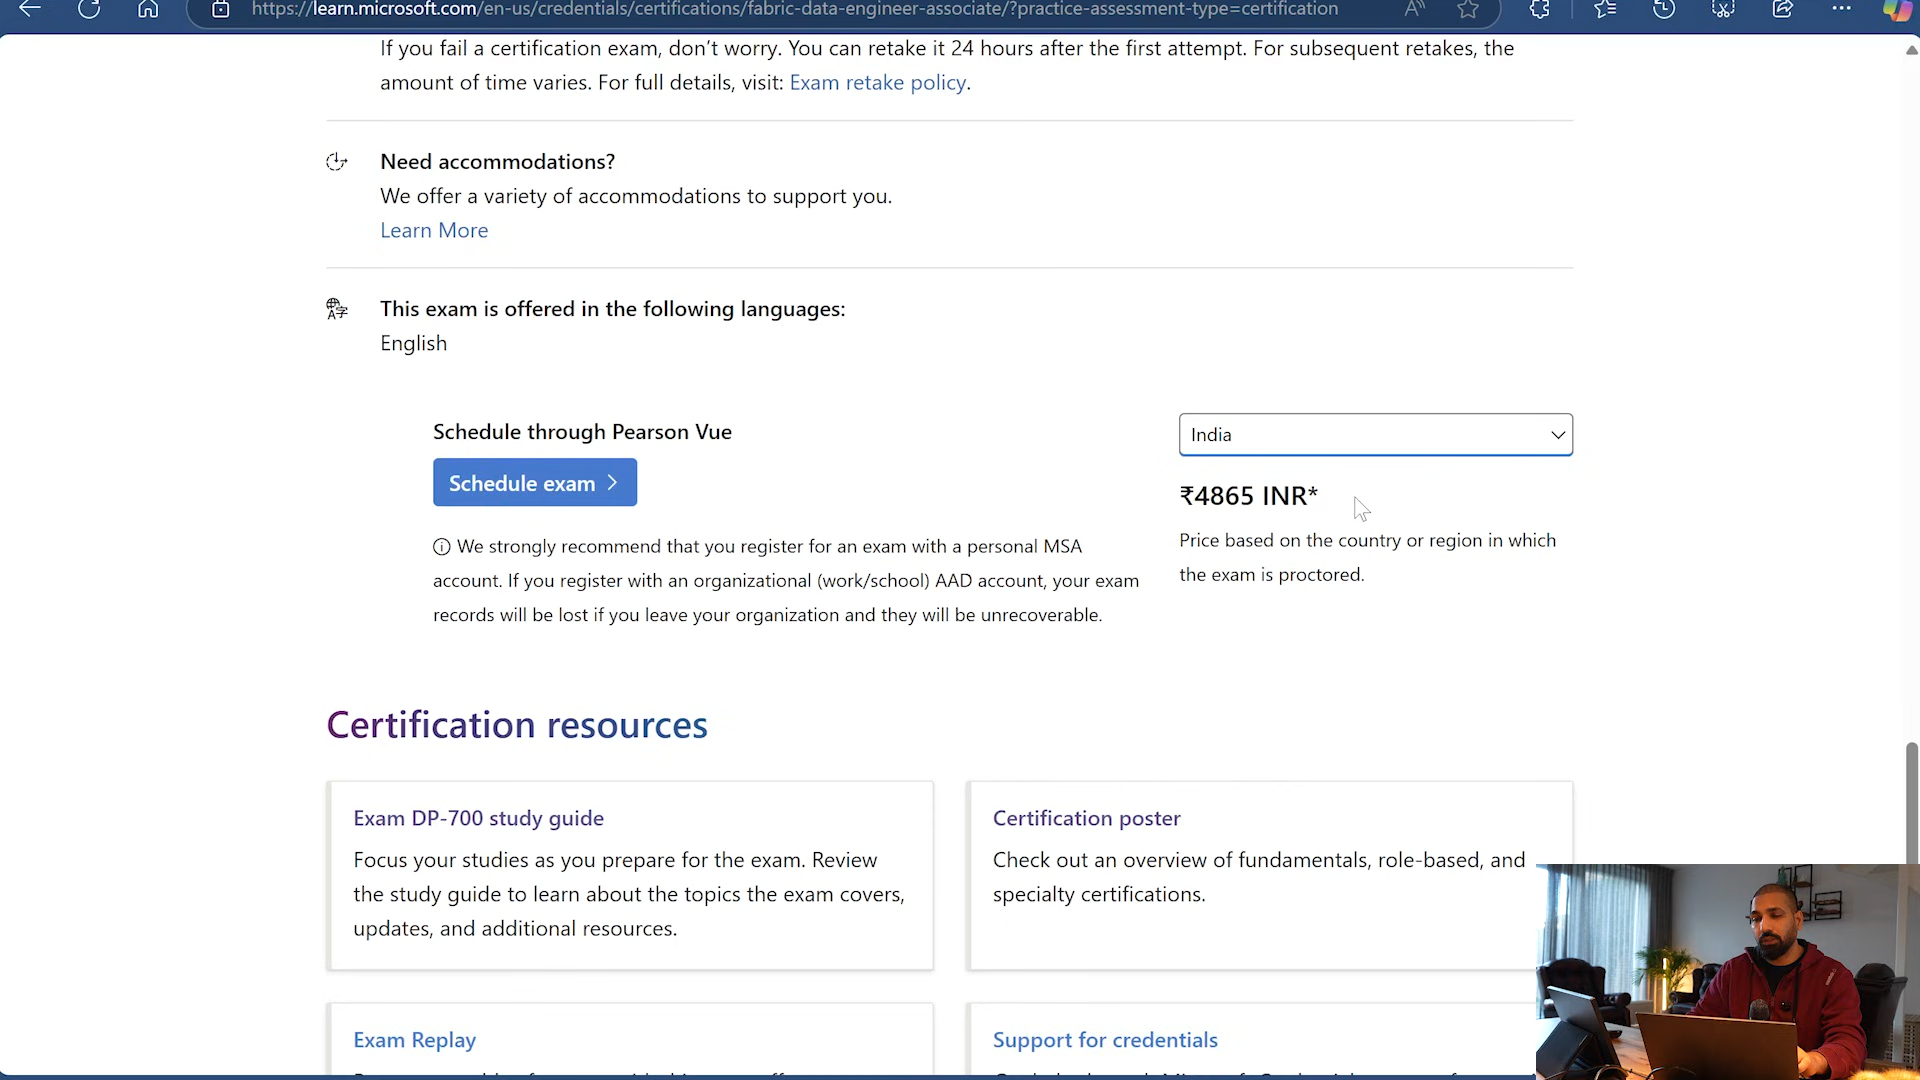 https://learn.microsoft.com/en-us/credentials/certifications/fabric-data-engineer-associate/?practice-assessment-type=certification
If you fail a certification exam, don't worry. You can retake it 24 hours after the first attempt. For subsequent retakes, the
amount of time varies. For full details, visit: Exam retake policy.
Need accommodations?
We offer a variety of accommodations to support you.
Learn More
This exam is offered in the following languages:
English
Schedule through Pearson Vue
Schedule exam
We strongly recommend that you register for an exam with a personal MSA
account. If you register with an organizational (work/school) AAD account, your exam
records will be lost if you leave your organization and they will be unrecoverable.
India
₹4865 INR*
Price based on the country or region in which
the exam is proctored.
Certification resources
Exam DP-700 study guide
Focus your studies as you prepare for the exam. Review
the study guide to learn about the topics the exam covers,
updates, and additional resources.
Certification poster
Check out an overview of fundamentals, role-based, and
specialty certifications.
Exam Replay
Support for credentials